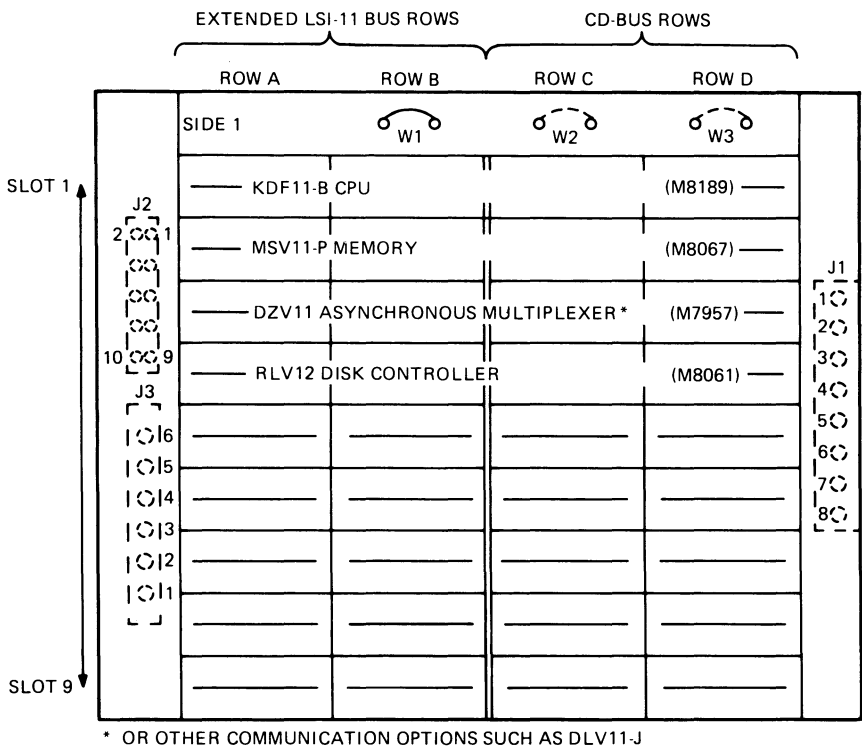 EXTENDED LSI-11 BUS ROWS CD-BUS ROWS
ROW A ROW B ROW C ROW D
SIDE 1
W1 W2 W3
SLOT 1
KDF11-B CPU (M8189)
J2
2 1
MSV11-P MEMORY (M8067)
J1
1
DZV11 ASYNCHRONOUS MULTIPLEXER* (M7957)
2
10 9
3
RLV12 DISK CONTROLLER (M8061)
4
J3
5
6
6
5
7
4
8
3
2
1
SLOT 9
* OR OTHER COMMUNICATION OPTIONS SUCH AS DLV11-J